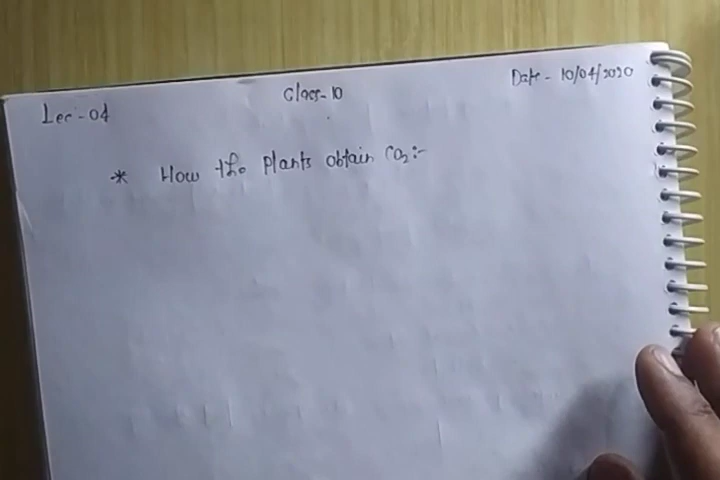 Lec-04 Class-10 Date - 10/04/2020
* How the Plants obtain CO2:-